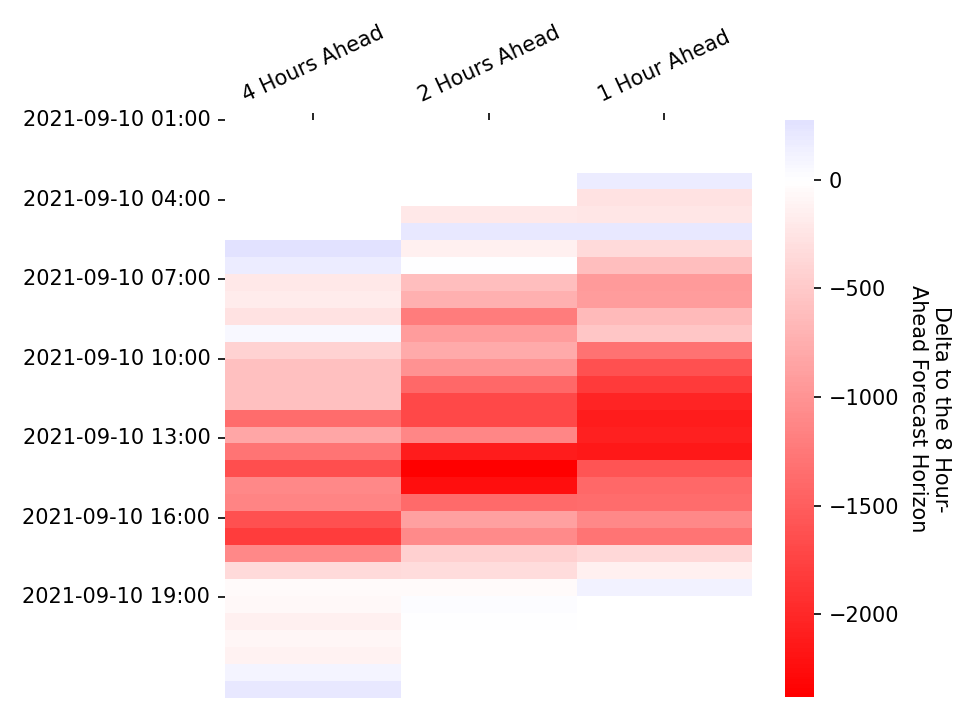 4 Hours Ahead
2 Hours Ahead
1 Hour Ahead
2021-09-10 01:00
2021-09-10 04:00
2021-09-10 07:00
2021-09-10 10:00
2021-09-10 13:00
2021-09-10 16:00
2021-09-10 19:00
0
−500
−1000
−1500
−2000
Delta to the 8 Hour-
Ahead Forecast Horizon